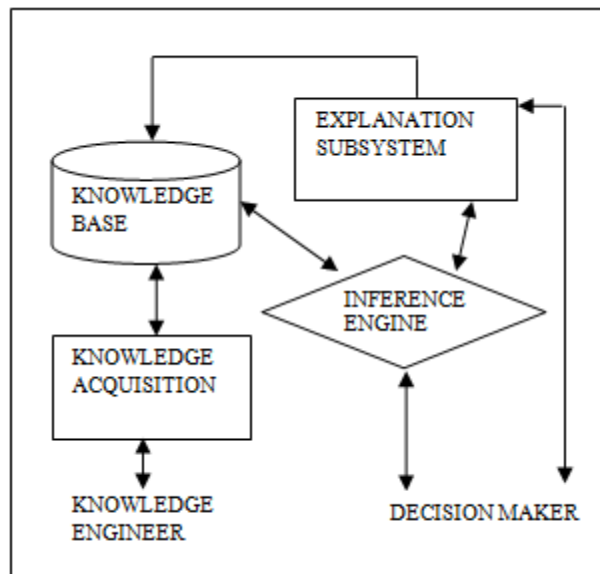 EXPLANATION
SUBSYSTEM
KNOWLEDGE
BASE
INFERENCE
ENGINE
KNOWLEDGE
ACQUISITION
KNOWLEDGE
ENGINEER
DECISION MAKER